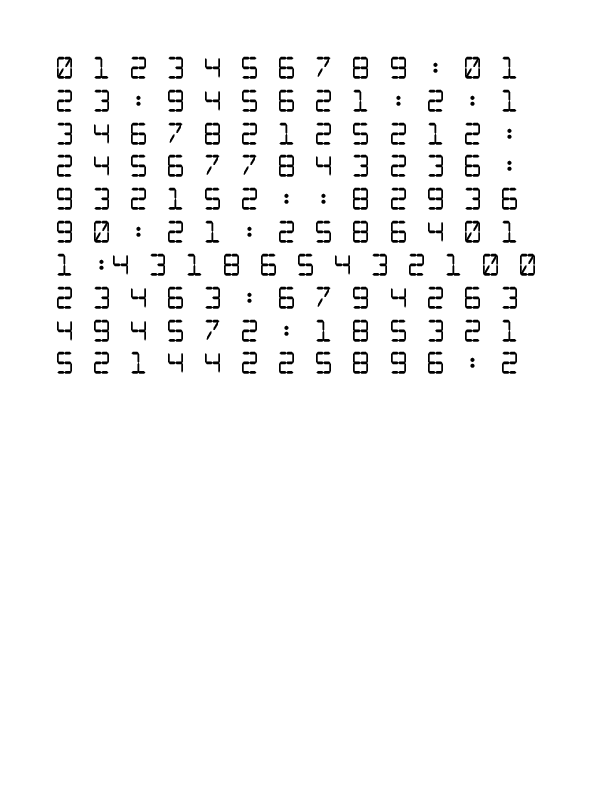 0 1 2 3 4 5 6 7 8 9 : 0 1
2 3 : 9 4 5 6 2 1 : 2 : 1
3 4 6 7 8 2 1 2 5 2 1 2 :
2 4 5 6 7 7 8 4 3 2 3 6 :
9 3 2 1 5 2 : : 8 2 9 3 6
9 0 : 2 1 : 2 5 8 6 4 0 1
1 :4 3 1 8 6 5 4 3 2 1 0 0
2 3 4 6 3 : 6 7 9 4 2 6 3
4 9 4 5 7 2 : 1 8 5 3 2 1
5 2 1 4 4 2 2 5 8 9 6 : 2